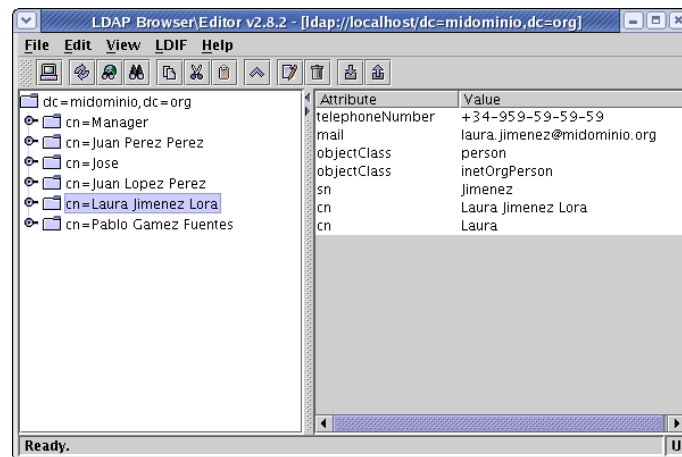 LDAP Browser\Editor v2.8.2 - [ldap://localhost/dc=midominio,dc=org]
File Edit View LDIF Help
dc=midominio,dc=org
cn=Manager
cn=Juan Perez Perez
cn=Jose
cn=Juan Lopez Perez
cn=Laura Jimenez Lora
cn=Pablo Gamez Fuentes
Attribute Value
telephoneNumber +34-959-59-59-59
mail laura.jimenez@midominio.org
objectClass person
objectClass inetOrgPerson
sn Jimenez
cn Laura Jimenez Lora
cn Laura
Ready.